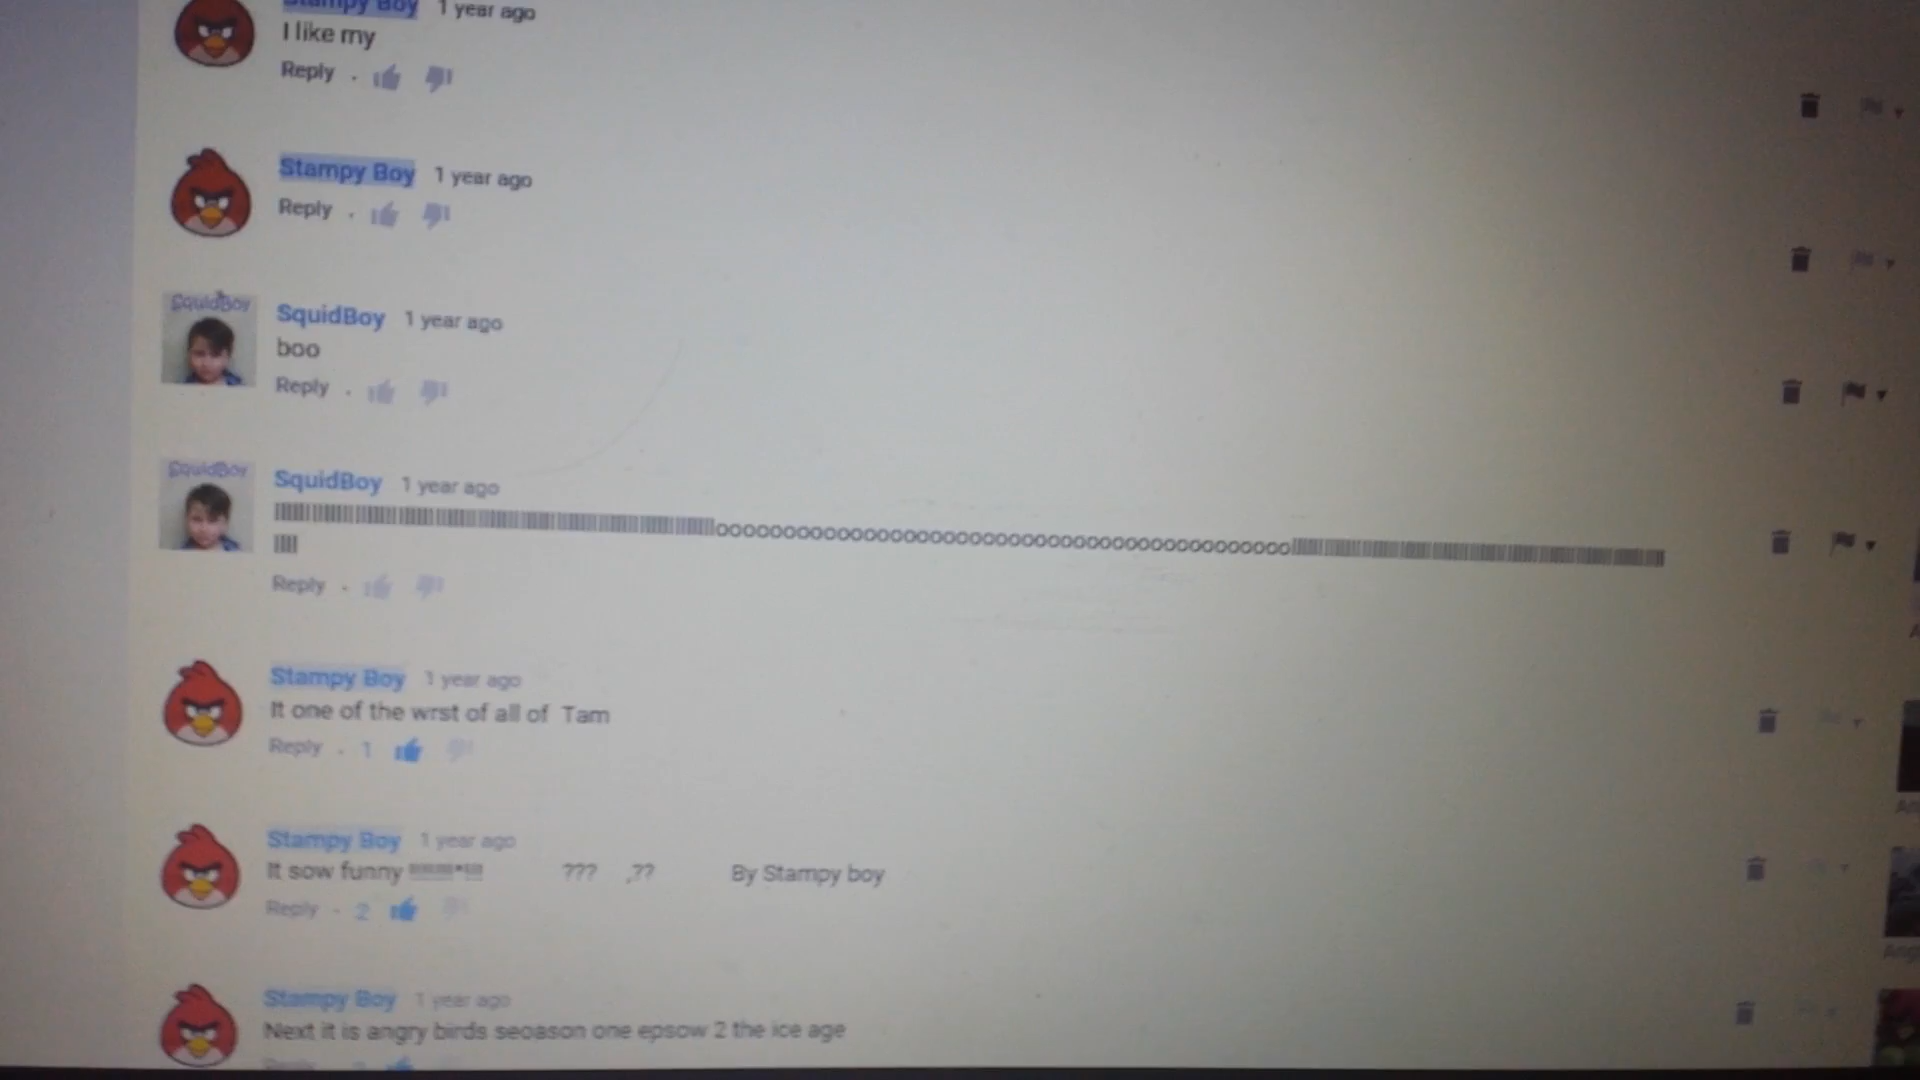 Stampy Boy 1 year ago
I like my
Reply .
Stampy Boy 1 year ago
Reply .
SquidBoy
SquidBoy 1 year ago
boo
Reply .
SquidBoy
SquidBoy 1 year ago
Reply .
Stampy Boy 1 year ago
It one of the wrst of all of Tam
Reply . 1
Stampy Boy 1 year ago
It sow funny ??? ,?? By Stampy boy
Reply . 2
Stampy Boy 1 year ago
Next it is angry birds seoason one epsow 2 the ice age